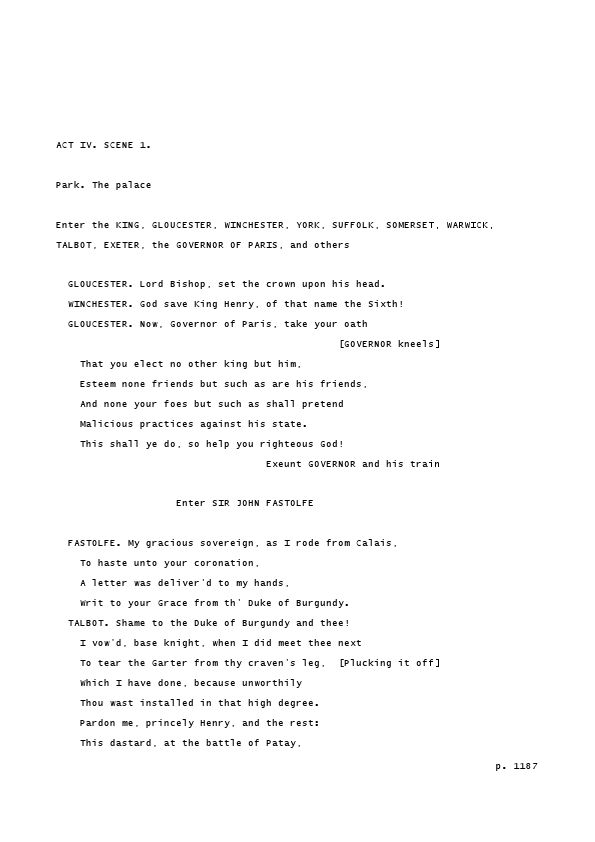 ACT IV. SCENE 1.
Park. The palace
Enter the KING, GLOUCESTER, WINCHESTER, YORK, SUFFOLK, SOMERSET, WARWICK,
TALBOT, EXETER, the GOVERNOR OF PARIS, and others
GLOUCESTER. Lord Bishop, set the crown upon his head.
WINCHESTER. God save King Henry, of that name the Sixth!
GLOUCESTER. Now, Governor of Paris, take your oath
[GOVERNOR kneels]
That you elect no other king but him,
Esteem none friends but such as are his friends,
And none your foes but such as shall pretend
Malicious practices against his state.
This shall ye do, so help you righteous God!
Exeunt GOVERNOR and his train
Enter SIR JOHN FASTOLFE
FASTOLFE. My gracious sovereign, as I rode from Calais,
To haste unto your coronation,
A letter was deliver'd to my hands,
Writ to your Grace from th' Duke of Burgundy.
TALBOT. Shame to the Duke of Burgundy and thee!
I vow'd, base knight, when I did meet thee next
To tear the Garter from thy craven's leg, [Plucking it off]
Which I have done, because unworthily
Thou wast installed in that high degree.
Pardon me, princely Henry, and the rest:
This dastard, at the battle of Patay,
p. 1187